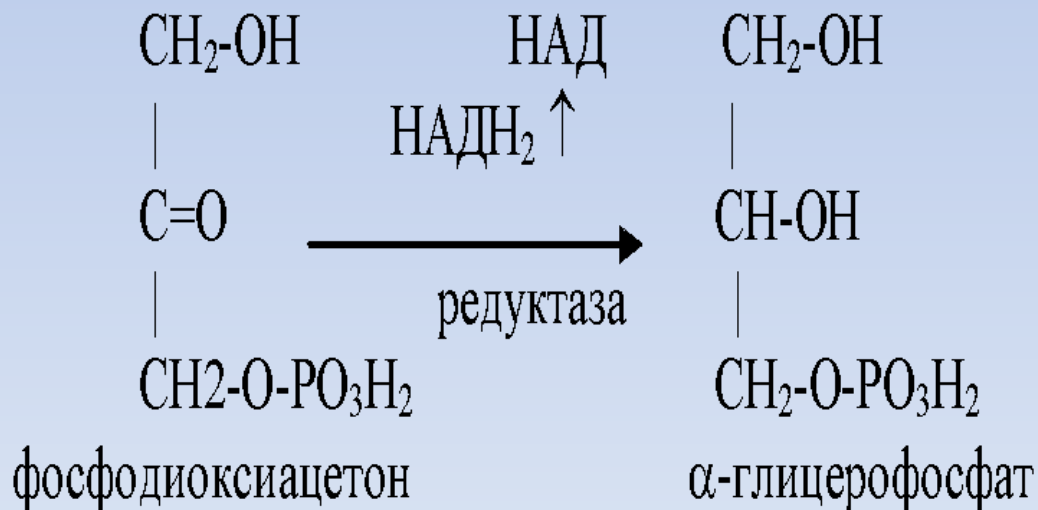 CH₂-OH НАД CH₂-OH
| НАДН₂ ↑ |
C=O CH-OH
| редуктаза |
CH2-O-PO₃H₂ CH₂-O-PO₃H₂
фосфодиоксиацетон α-глицерофосфат